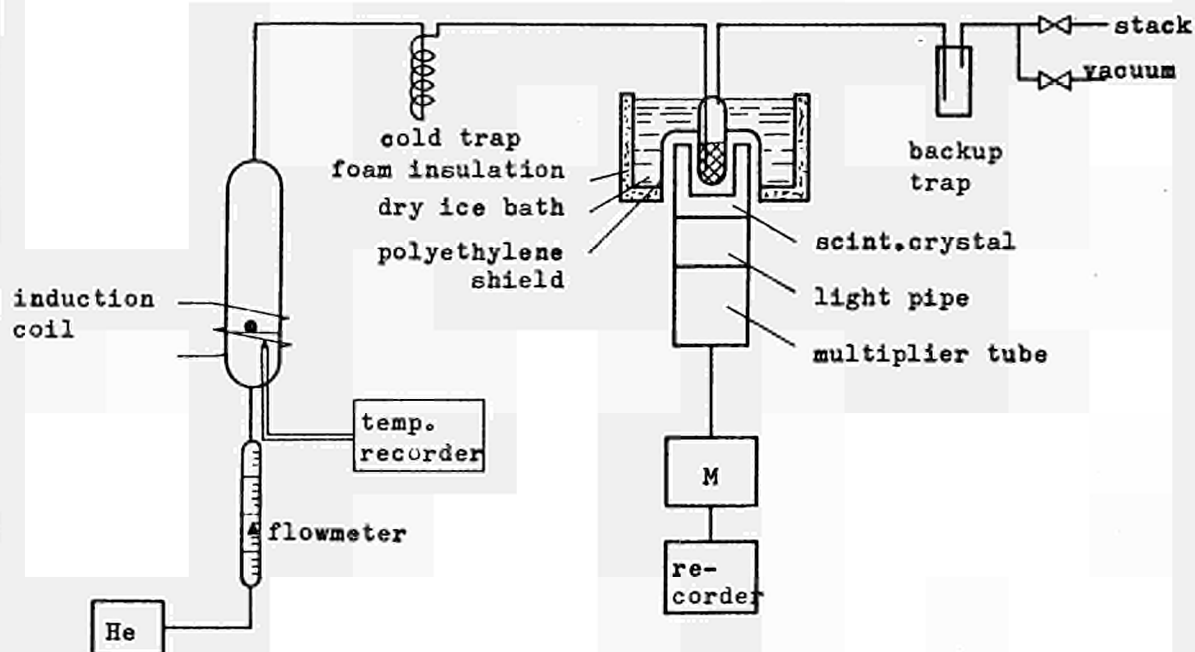 stack
vacuum
cold trap
foam insulation
dry ice bath
polyethylene
shield
backup
trap
scint.crystal
light pipe
multiplier tube
induction
coil
temp.
recorder
flowmeter
M
re-
corder
He